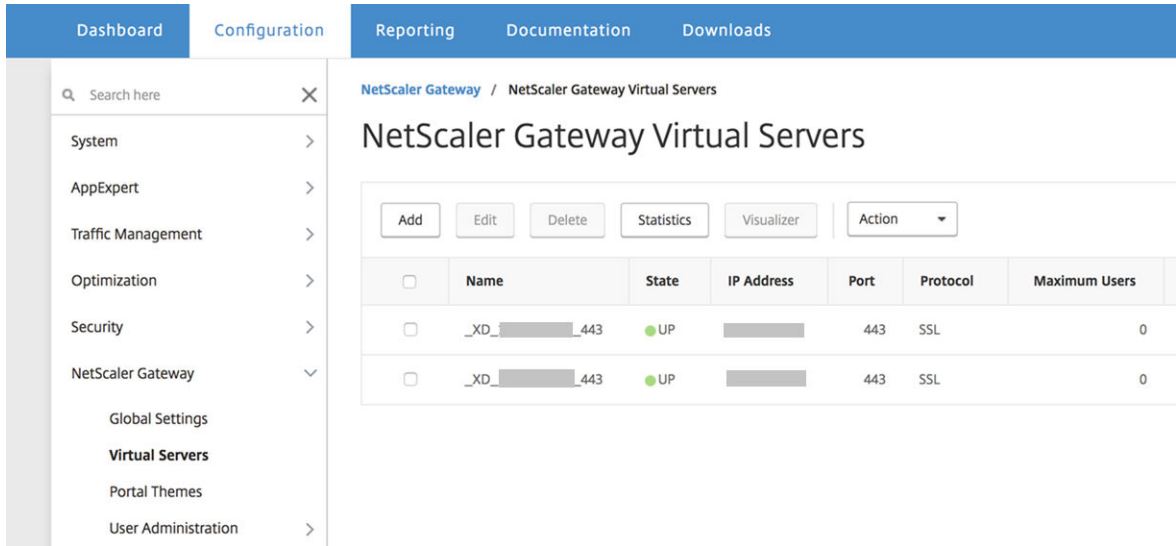 Dashboard Configuration Reporting Documentation Downloads
Search here
System
AppExpert
Traffic Management
Optimization
Security
NetScaler Gateway
Global Settings
Virtual Servers
Portal Themes
User Administration
NetScaler Gateway / NetScaler Gateway Virtual Servers
NetScaler Gateway Virtual Servers
Add Edit Delete Statistics Visualizer Action
Name State IP Address Port Protocol Maximum Users
_XD_ _443 UP 443 SSL 0
_XD_ _443 UP 443 SSL 0